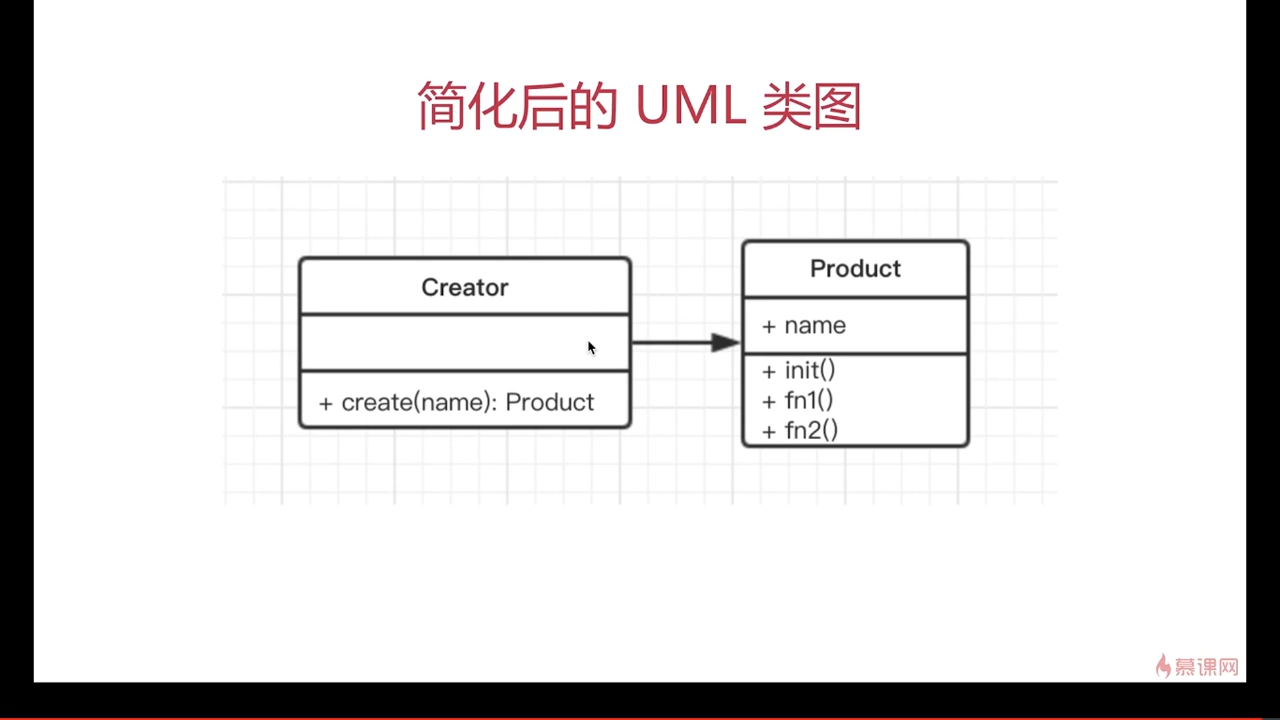 简化后的 UML 类图
Creator
+ create(name): Product
Product
+ name
+ init()
+ fn1()
+ fn2()
慕课网